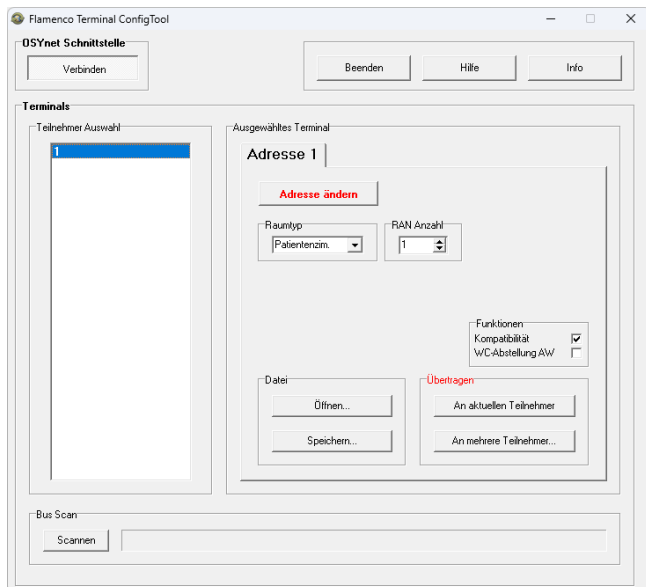 Flamenco Terminal ConfigTool
OSYnet Schnittstelle
Verbinden
Beenden
Hilfe
Info
Terminals
Teilnehmer Auswahl
1
Ausgewähltes Terminal
Adresse 1
Adresse ändern
Raumtyp
Patientenzim.
RAN Anzahl
1
Funktionen
Kompatibilität
WC-Abstellung AW
Datei
Öffnen...
Speichern...
Übertragen
An aktuellen Teilnehmer
An mehrere Teilnehmer...
Bus Scan
Scannen